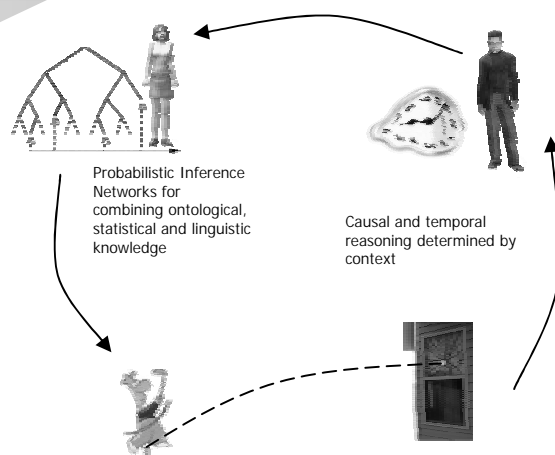 Probabilistic Inference
Networks for
combining ontological,
statistical and linguistic
knowledge
Causal and temporal
reasoning determined by
context